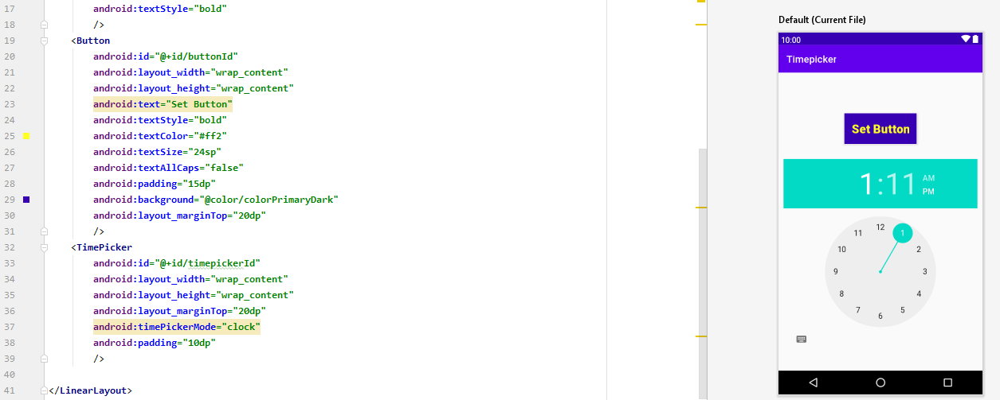 17 android:textStyle="bold"
18 />
19 <Button
20 android:id="@+id/buttonId"
21 android:layout_width="wrap_content"
22 android:layout_height="wrap_content"
23 android:text="Set Button"
24 android:textStyle="bold"
25 android:textColor="#ff2"
26 android:textSize="24sp"
27 android:textAllCaps="false"
28 android:padding="15dp"
29 android:background="@color/colorPrimaryDark"
30 android:layout_marginTop="20dp"
31 />
32 <TimePicker
33 android:id="@+id/timepickerId"
34 android:layout_width="wrap_content"
35 android:layout_height="wrap_content"
36 android:layout_marginTop="20dp"
37 android:timePickerMode="clock"
38 android:padding="10dp"
39 />
40
41 </LinearLayout>
Default (Current File)
10:00
Timepicker
Set Button
1:11
AM
PM
12
1
2
3
4
5
6
7
8
9
10
11